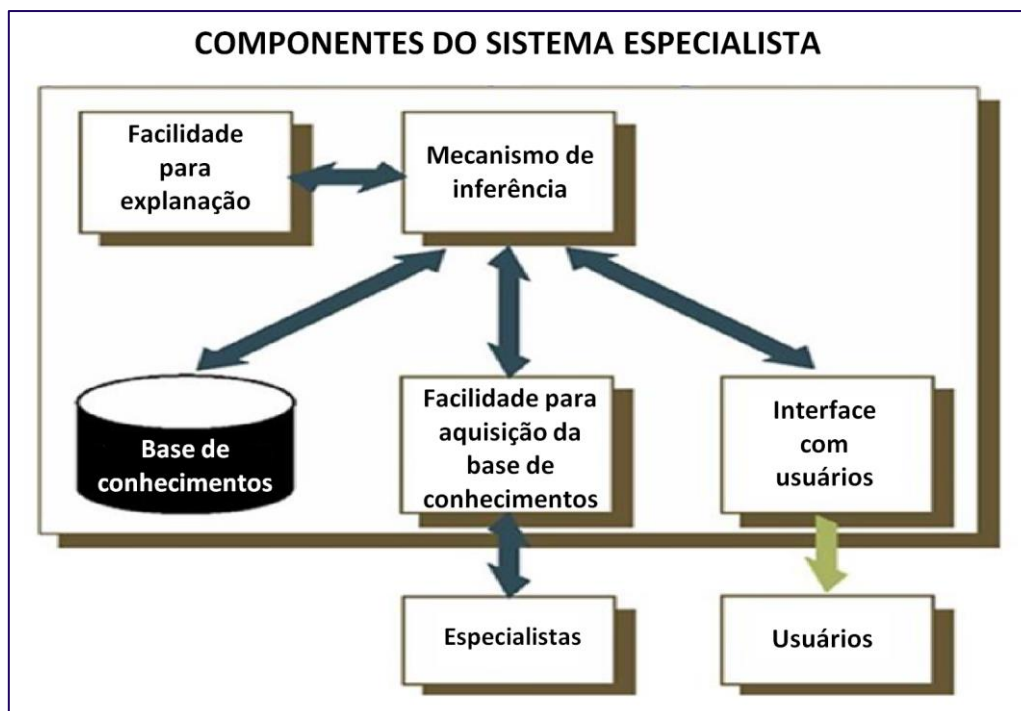 COMPONENTES DO SISTEMA ESPECIALISTA
Facilidade
para
explanação
Mecanismo de
inferência
Base de
conhecimentos
Facilidade para
aquisição da
base de
conhecimentos
Interface
com
usuários
Especialistas
Usuários